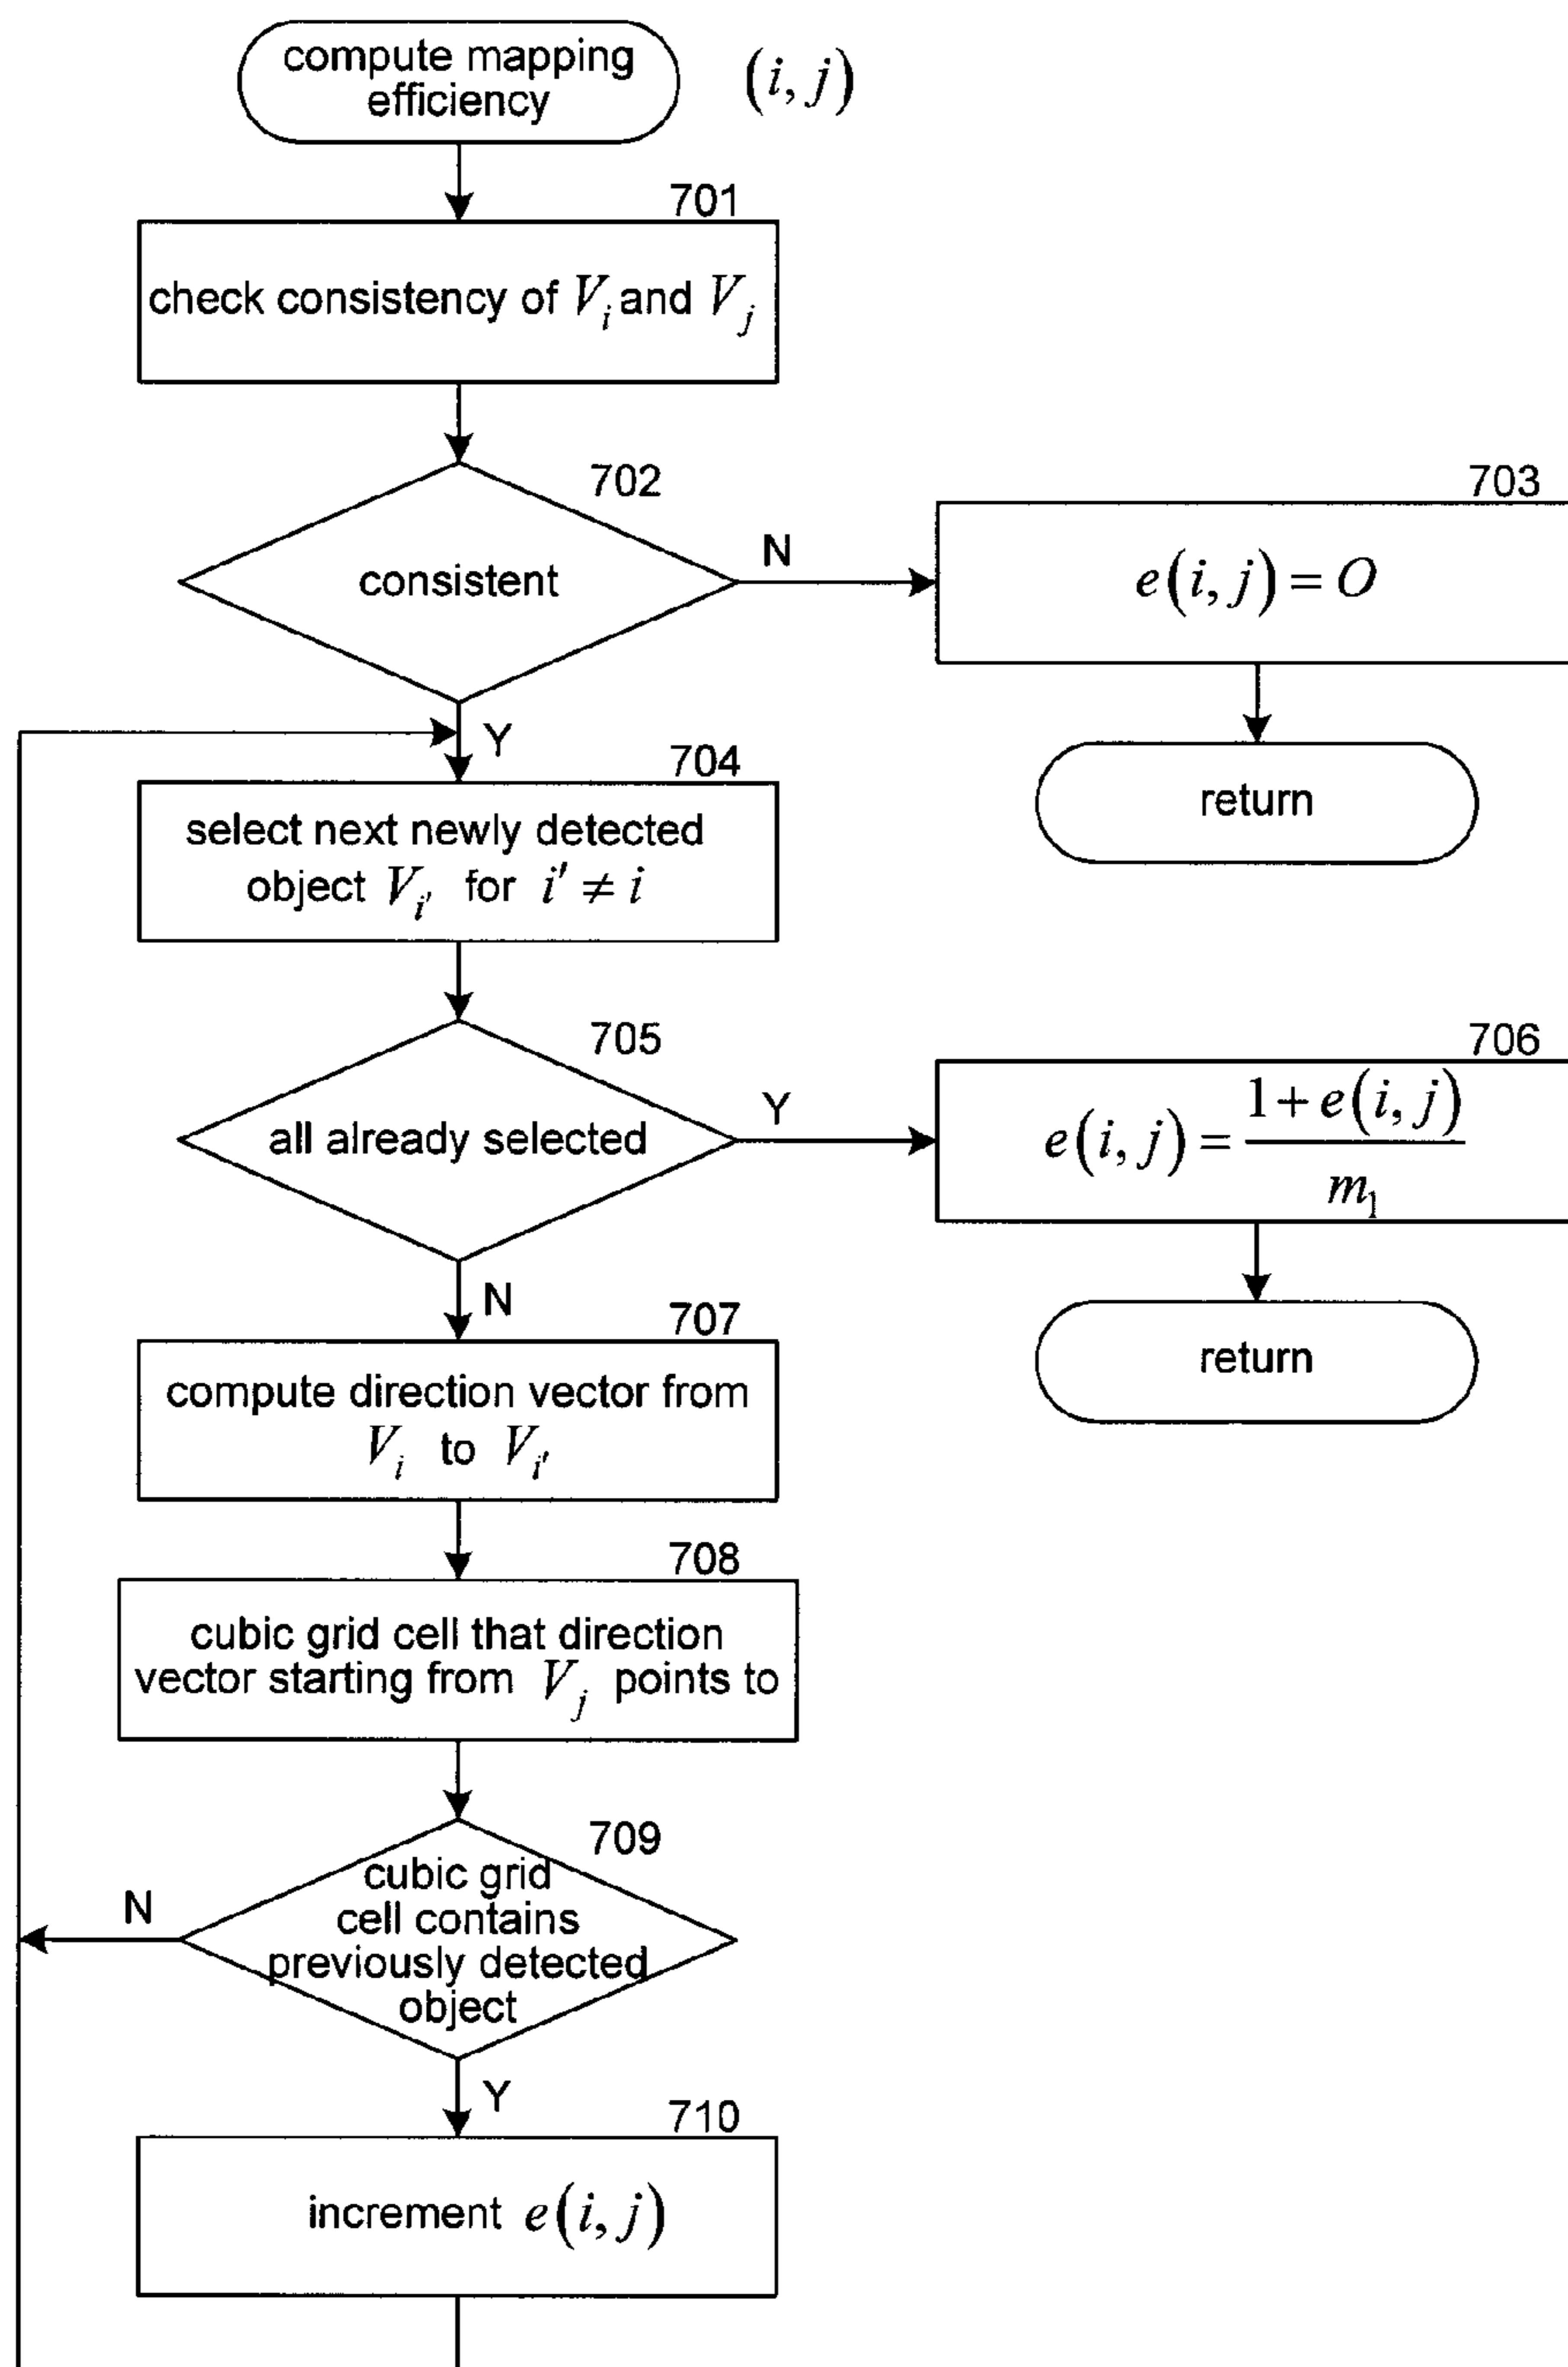 compute mapping
efficiency
(i, j)
701
check consistency of V_i and V_j
702
consistent
N
703
e(i, j) = O
return
Y
704
select next newly detected
object V_i' for i' ≠ i
705
all already selected
Y
706
e(i, j) = \frac{1 + e(i, j)}{m_1}
return
N
707
compute direction vector from
V_i to V_i'
708
cubic grid cell that direction
vector starting from V_j points to
709
cubic grid
cell contains
previously detected
object
N
Y
710
increment e(i, j)